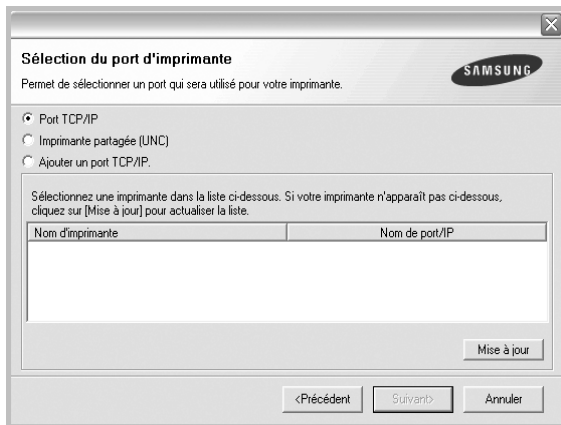 Sélection du port d'imprimante
Permet de sélectionner un port qui sera utilisé pour votre imprimante.
SAMSUNG
Port TCP/IP
Imprimante partagée (UNC)
Ajouter un port TCP/IP.
Sélectionnez une imprimante dans la liste ci-dessous. Si votre imprimante n'apparaît pas ci-dessous,
cliquez sur [Mise à jour] pour actualiser la liste.
Nom d'imprimante Nom de port/IP
Mise à jour
<Précédent Suivant> Annuler